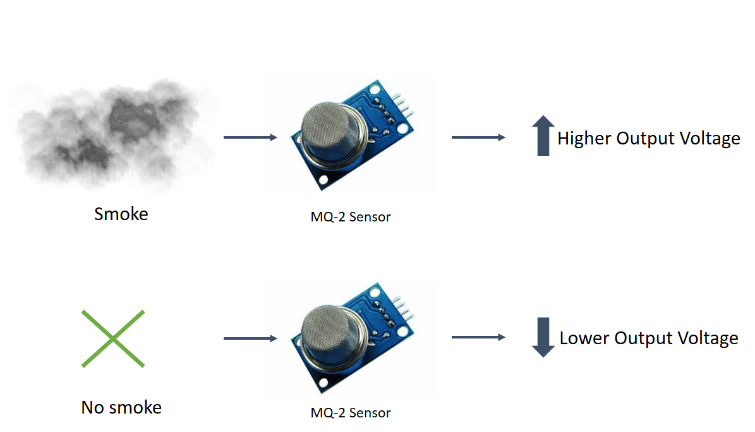 Higher Output Voltage
Smoke
MQ-2 Sensor
Lower Output Voltage
No smoke
MQ-2 Sensor